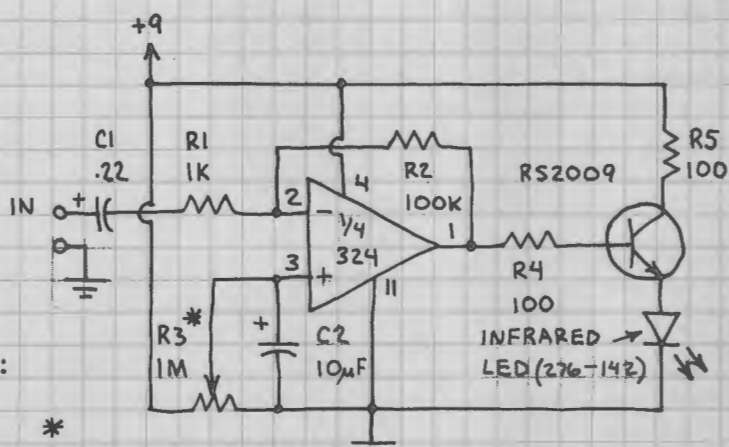 +9
C1
.22
R1
1K
R2
100K
RS2009
R5
100
IN
+
2
−
4
1/4
324
1
3
+
11
R4
100
R3
*
1M
+
C2
10µF
INFRARED
LED (276-142)
:
*